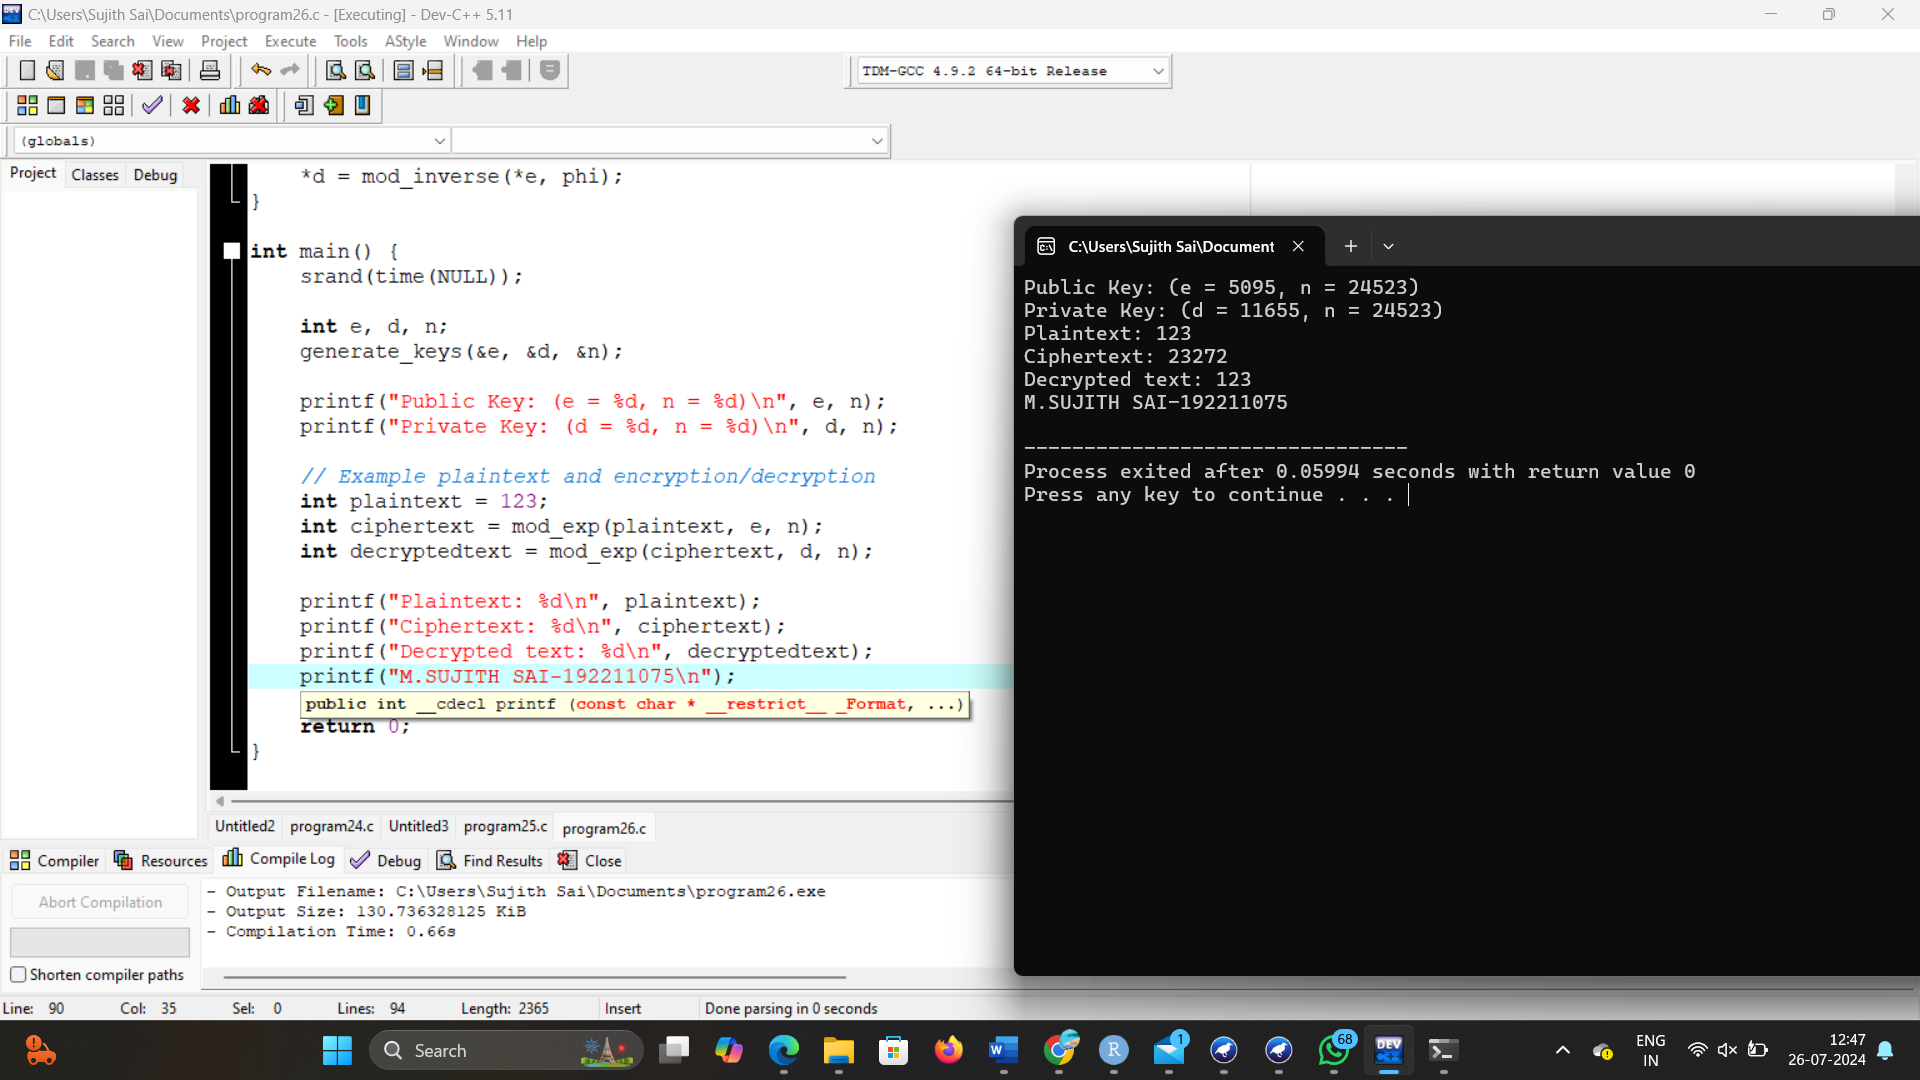 C:\Users\Sujith Sai\Documents\program26.c - [Executing] - Dev-C++ 5.11
File Edit Search View Project Execute Tools AStyle Window Help
TDM-GCC 4.9.2 64-bit Release
(globals)
Project Classes Debug
*d = mod_inverse(*e, phi);
}
int main() {
srand(time(NULL));
int e, d, n;
generate_keys(&e, &d, &n);
printf("Public Key: (e = %d, n = %d)\n", e, n);
printf("Private Key: (d = %d, n = %d)\n", d, n);
// Example plaintext and encryption/decryption
int plaintext = 123;
int ciphertext = mod_exp(plaintext, e, n);
int decryptedtext = mod_exp(ciphertext, d, n);
printf("Plaintext: %d\n", plaintext);
printf("Ciphertext: %d\n", ciphertext);
printf("Decrypted text: %d\n", decryptedtext);
printf("M.SUJITH SAI-192211075\n");
public int __cdecl printf (const char * __restrict__ _Format, ...)
return 0;
}
C:\Users\Sujith Sai\Document
Public Key: (e = 5095, n = 24523)
Private Key: (d = 11655, n = 24523)
Plaintext: 123
Ciphertext: 23272
Decrypted text: 123
M.SUJITH SAI-192211075
--------------------------------
Process exited after 0.05994 seconds with return value 0
Press any key to continue . . .
Untitled2 program24.c Untitled3 program25.c program26.c
Compiler Resources Compile Log Debug Find Results Close
Abort Compilation
Shorten compiler paths
- Output Filename: C:\Users\Sujith Sai\Documents\program26.exe
- Output Size: 130.736328125 KiB
- Compilation Time: 0.66s
Line: 90 Col: 35 Sel: 0 Lines: 94 Length: 2365 Insert Done parsing in 0 seconds
Search
W
R
1
68
DEV
C++
ENG
IN
12:47
26-07-2024